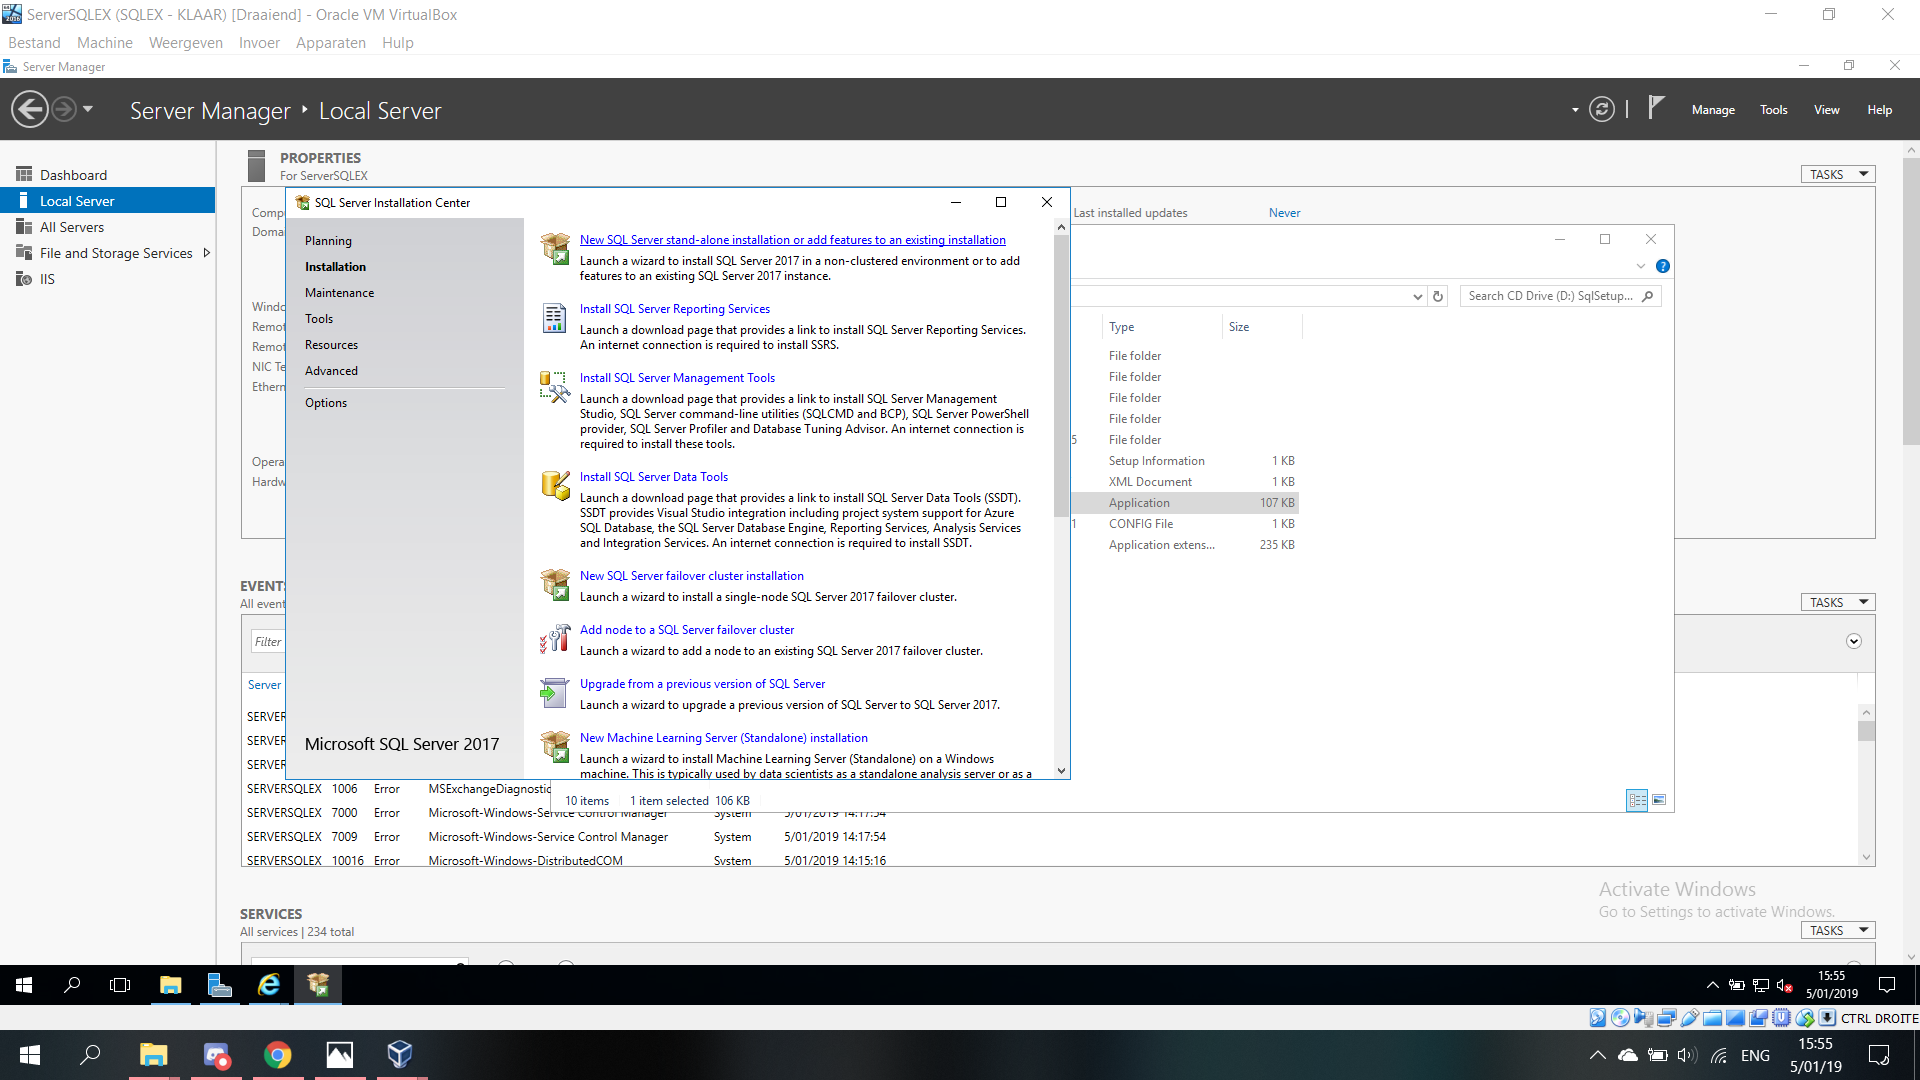 ServerSQLEX (SQLEX - KLAAR) [Draaiend] - Oracle VM VirtualBox
Bestand Machine Weergeven Invoer Apparaten Hulp
Server Manager
Server Manager Local Server
Manage Tools View Help
Dashboard
Local Server
All Servers
File and Storage Services
IIS
PROPERTIES
For ServerSQLEX
TASKS
Last installed updates Never
SQL Server Installation Center
Planning
Installation
Maintenance
Tools
Resources
Advanced
Options
Microsoft SQL Server 2017
New SQL Server stand-alone installation or add features to an existing installation
Launch a wizard to install SQL Server 2017 in a non-clustered environment or to add
features to an existing SQL Server 2017 instance.
Install SQL Server Reporting Services
Launch a download page that provides a link to install SQL Server Reporting Services.
An internet connection is required to install SSRS.
Install SQL Server Management Tools
Launch a download page that provides a link to install SQL Server Management
Studio, SQL Server command-line utilities (SQLCMD and BCP), SQL Server PowerShell
provider, SQL Server Profiler and Database Tuning Advisor. An internet connection is
required to install these tools.
Install SQL Server Data Tools
Launch a download page that provides a link to install SQL Server Data Tools (SSDT).
SSDT provides Visual Studio integration including project system support for Azure
SQL Database, the SQL Server Database Engine, Reporting Services, Analysis Services
and Integration Services. An internet connection is required to install SSDT.
New SQL Server failover cluster installation
Launch a wizard to install a single-node SQL Server 2017 failover cluster.
Add node to a SQL Server failover cluster
Launch a wizard to add a node to an existing SQL Server 2017 failover cluster.
Upgrade from a previous version of SQL Server
Launch a wizard to upgrade a previous version of SQL Server to SQL Server 2017.
New Machine Learning Server (Standalone) installation
Launch a wizard to install Machine Learning Server (Standalone) on a Windows
machine. This is typically used by data scientists as a standalone analysis server or as a
Compu
Domai
Windo
Remot
Remot
NIC Te
Ethern
Opera
Hardw
Search CD Drive (D:) SqlSetup...
Type Size
File folder
File folder
File folder
File folder
5 File folder
Setup Information 1 KB
XML Document 1 KB
Application 107 KB
1 CONFIG File 1 KB
Application extens... 235 KB
10 items 1 item selected 106 KB
EVENTS
All event
TASKS
Filter
Server
SERVER
SERVER
SERVER
SERVERSQLEX 1006 Error MSExchangeDiagnostic
SERVERSQLEX 7000 Error Microsoft-Windows-Service Control Manager System 5/01/2019 14:17:54
SERVERSQLEX 7009 Error Microsoft-Windows-Service Control Manager System 5/01/2019 14:17:54
SERVERSQLEX 10016 Error Microsoft-Windows-DistributedCOM System 5/01/2019 14:15:16
Activate Windows
Go to Settings to activate Windows.
SERVICES
All services | 234 total
TASKS
15:55
5/01/2019
CTRL DROITE
ENG
15:55
5/01/19